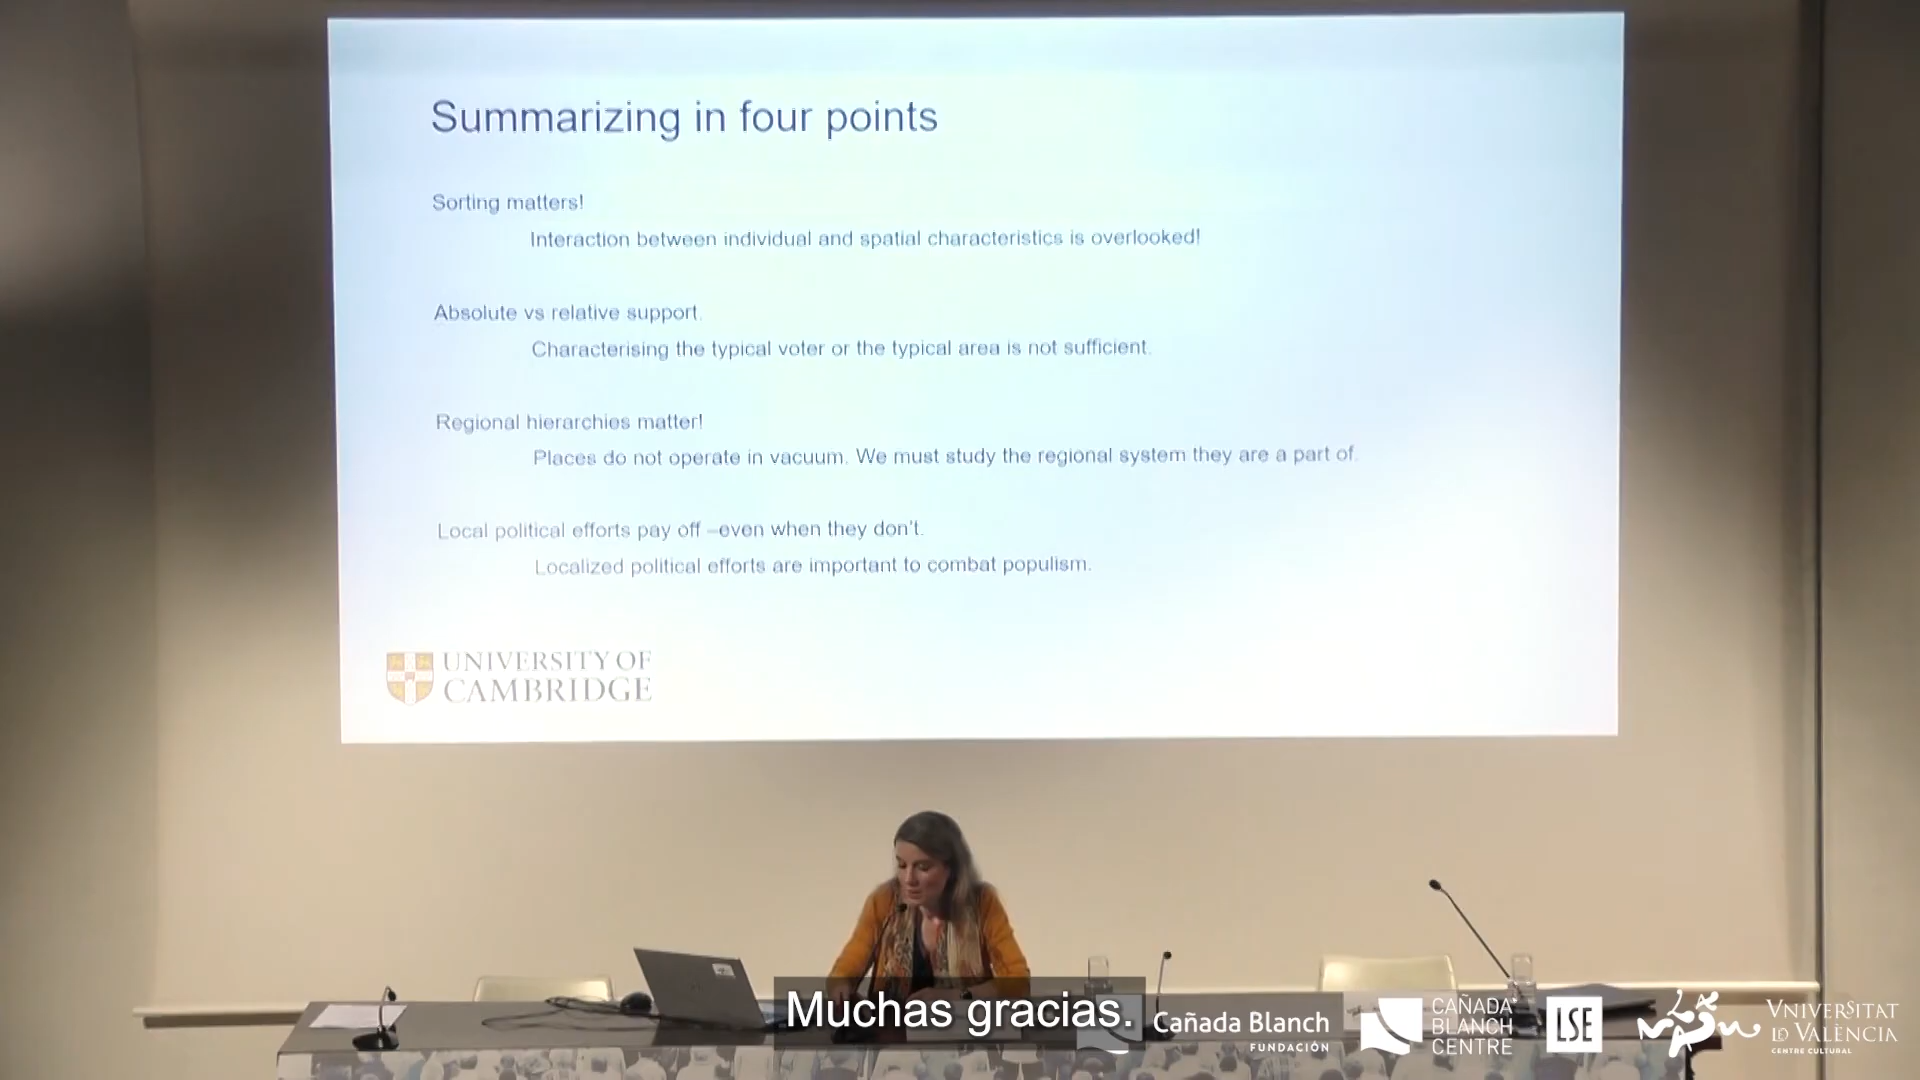 Summarizing in four points
Sorting matters!
Interaction between individual and spatial characteristics is overlooked!
Absolute vs relative support.
Characterising the typical voter or the typical area is not sufficient.
Regional hierarchies matter!
Places do not operate in vacuum. We must study the regional system they are a part of.
Local political efforts pay off –even when they don't.
Localized political efforts are important to combat populism.
UNIVERSITY OF
CAMBRIDGE
Muchas gracias.
Cañada Blanch
FUNDACIÓN
CAÑADA
BLANCH
CENTRE
LSE
VNIVERSITAT
ID VALÈNCIA
CENTRE CULTURAL